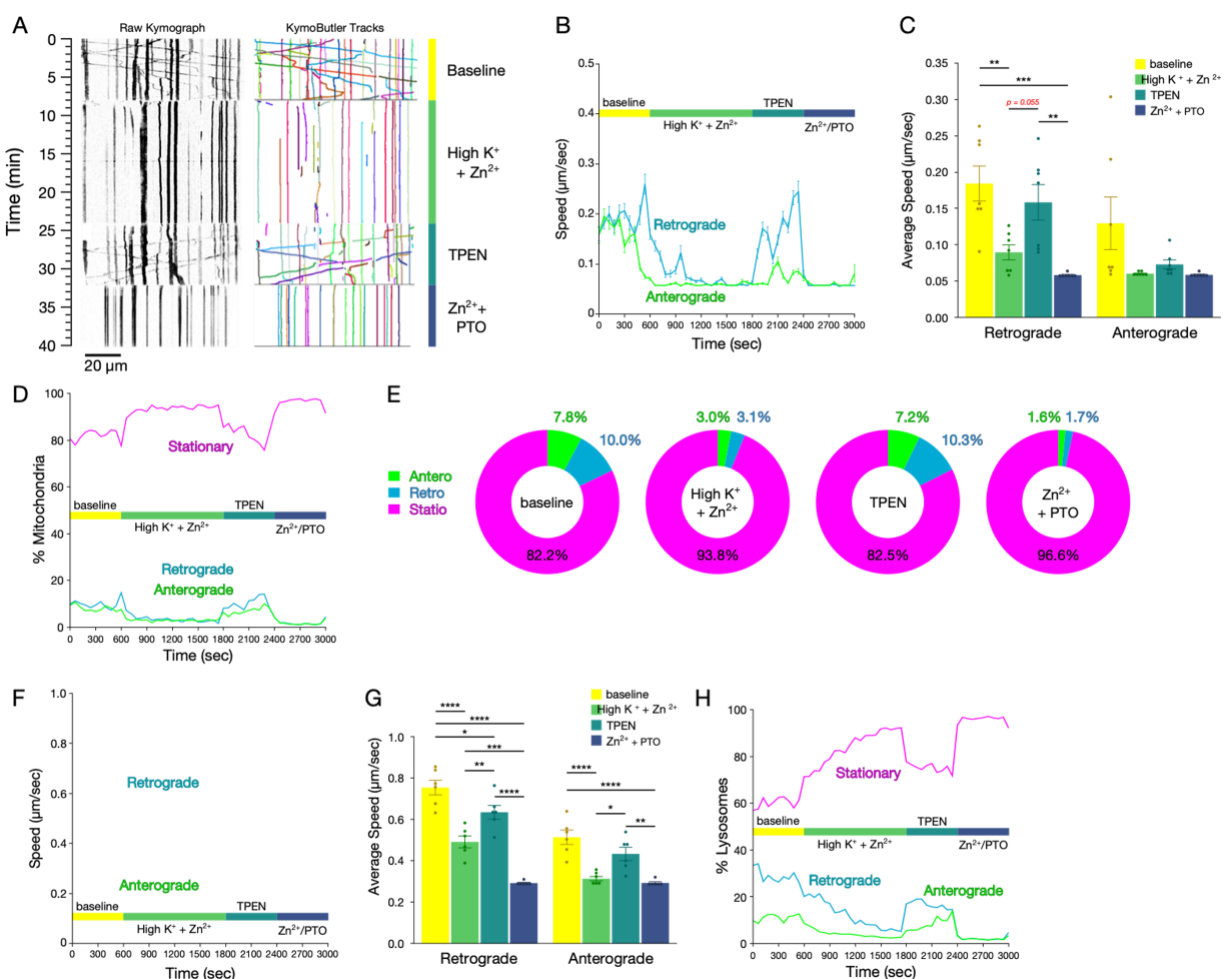 A
Raw Kymograph
KymoButler Tracks
Time (min)
0
5
10
15
20
25
30
35
40
Baseline
High K⁺
+ Zn²⁺
TPEN
Zn²⁺+
PTO
20 µm
B
Speed (µm/sec)
0.5
0.4
0.3
0.2
0.1
0
baseline
TPEN
High K⁺ + Zn²⁺
Zn²⁺/PTO
Retrograde
Anterograde
0 300 600 900 1200 1500 1800 2100 2400 2700 3000
Time (sec)
C
baseline
High K⁺ + Zn²⁺
TPEN
Zn²⁺ + PTO
Average Speed (µm/sec)
0.35
0.30
0.25
0.20
0.15
0.10
0.05
0.00
**
***
p = 0.055
**
Retrograde Anterograde
D
% Mitochondria
100
80
60
40
20
0
Stationary
baseline
TPEN
High K⁺ + Zn²⁺
Zn²⁺/PTO
Retrograde
Anterograde
0 300 600 900 1200 1500 1800 2100 2400 2700 3000
Time (sec)
E
Antero
Retro
Statio
7.8%
10.0%
baseline
82.2%
3.0%
3.1%
High K⁺
+ Zn²⁺
93.8%
7.2%
10.3%
TPEN
82.5%
1.6%
1.7%
Zn²⁺
+ PTO
96.6%
F
Speed (µm/sec)
1.0
0.8
0.6
0.4
0.2
0
Retrograde
Anterograde
baseline
TPEN
High K⁺ + Zn²⁺
Zn²⁺/PTO
0 300 600 900 1200 1500 1800 2100 2400 2700 3000
Time (sec)
G
baseline
High K⁺ + Zn²⁺
TPEN
Zn²⁺ + PTO
Average Speed (µm/sec)
1.0
0.8
0.6
0.4
0.2
0.0
****
****
*
***
**
****
****
****
*
**
Retrograde Anterograde
H
% Lysosomes
100
80
60
40
20
0
Stationary
baseline
TPEN
High K⁺ + Zn²⁺
Zn²⁺/PTO
Retrograde
Anterograde
0 300 600 900 1200 1500 1800 2100 2400 2700 3000
Time (sec)